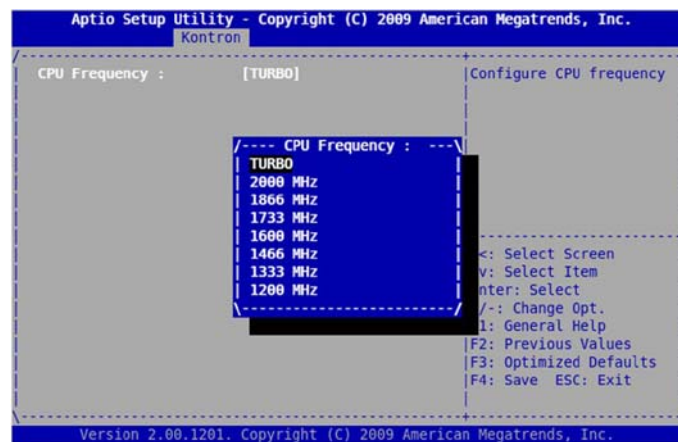 Aptio Setup Utility - Copyright (C) 2009 American Megatrends, Inc.
Kontron
CPU Frequency : [TURBO]
Configure CPU frequency
/---- CPU Frequency : ---\
TURBO
2000 MHz
1866 MHz
1733 MHz
1600 MHz
1466 MHz
1333 MHz
1200 MHz
<: Select Screen
v: Select Item
nter: Select
/-: Change Opt.
1: General Help
F2: Previous Values
F3: Optimized Defaults
F4: Save ESC: Exit
Version 2.00.1201. Copyright (C) 2009 American Megatrends, Inc.